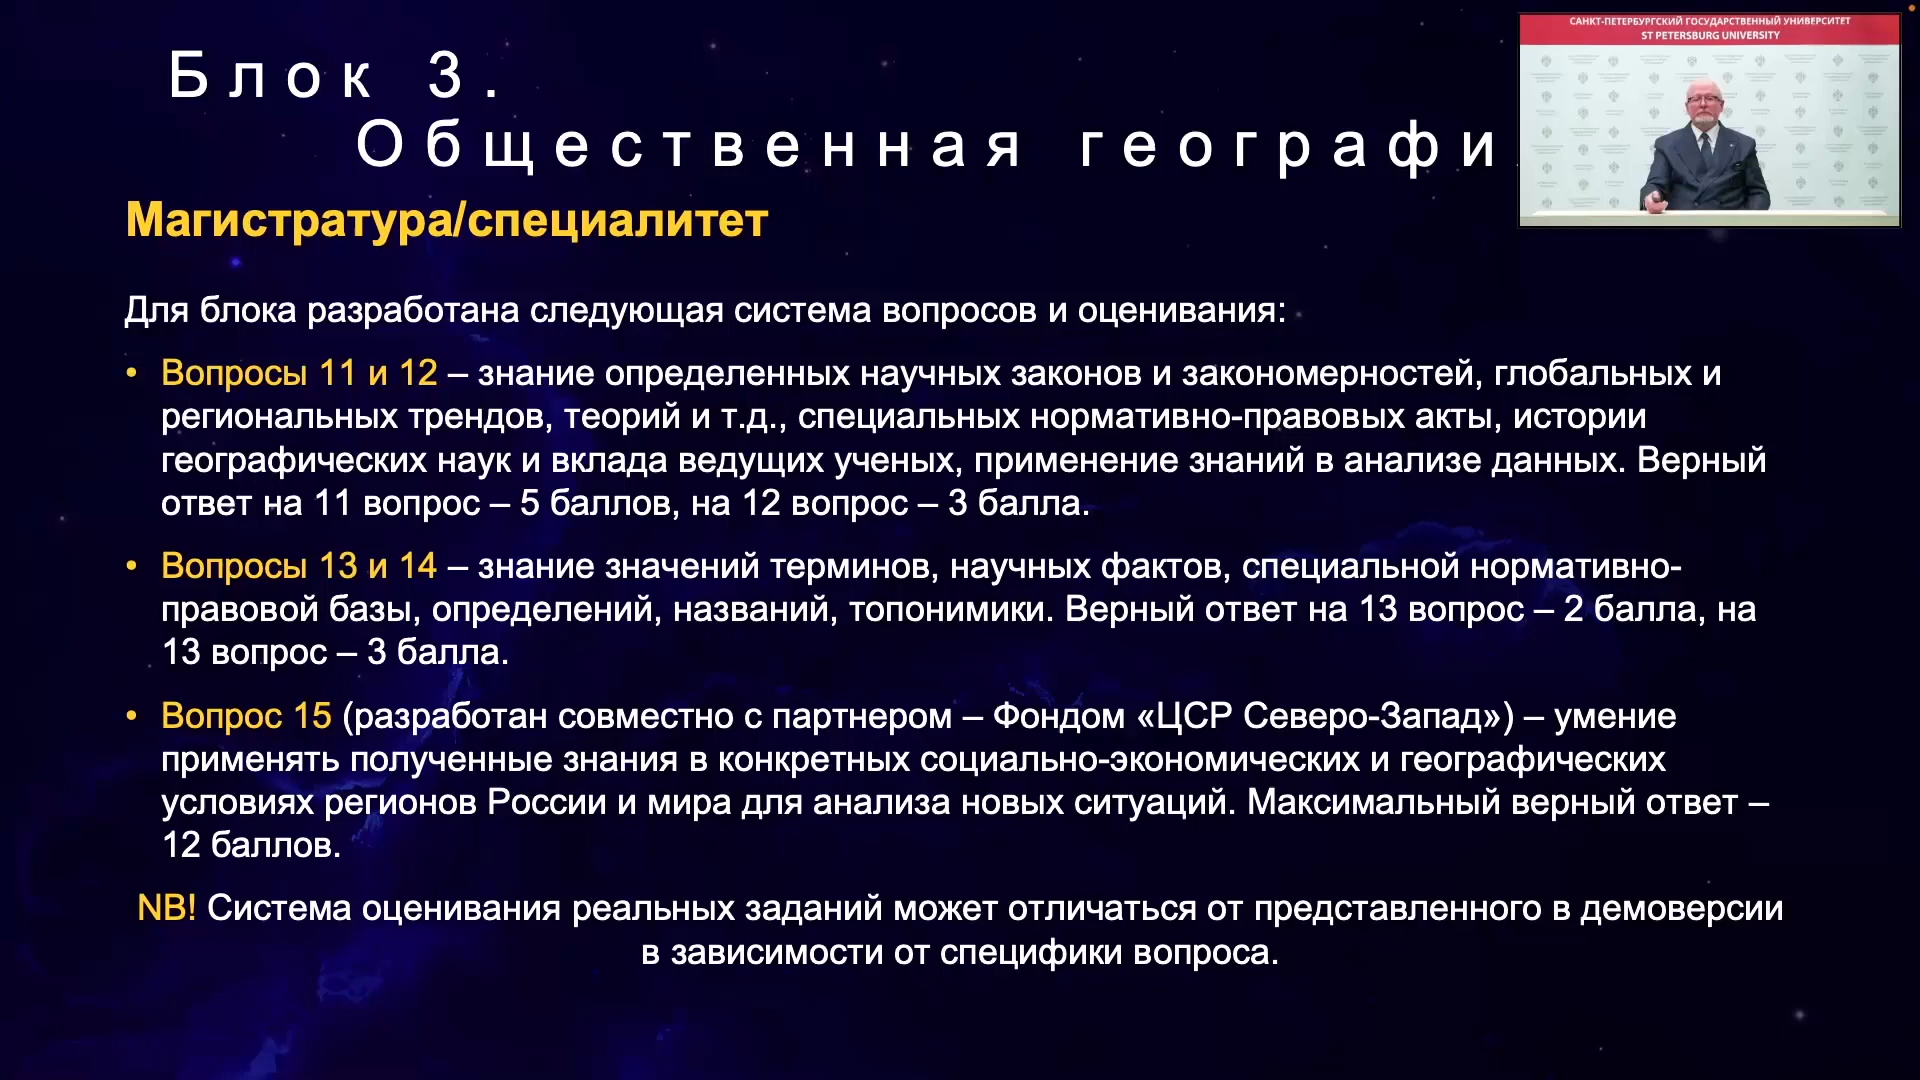 Блок 3.
Общественная географи
САНКТ-ПЕТЕРБУРГСКИЙ ГОСУДАРСТВЕННЫЙ УНИВЕРСИТЕТ
ST PETERSBURG UNIVERSITY
Магистратура/специалитет
Для блока разработана следующая система вопросов и оценивания:
• Вопросы 11 и 12 – знание определенных научных законов и закономерностей, глобальных и
региональных трендов, теорий и т.д., специальных нормативно-правовых акты, истории
географических наук и вклада ведущих ученых, применение знаний в анализе данных. Верный
ответ на 11 вопрос – 5 баллов, на 12 вопрос – 3 балла.
• Вопросы 13 и 14 – знание значений терминов, научных фактов, специальной нормативно-
правовой базы, определений, названий, топонимики. Верный ответ на 13 вопрос – 2 балла, на
13 вопрос – 3 балла.
• Вопрос 15 (разработан совместно с партнером – Фондом «ЦСР Северо-Запад») – умение
применять полученные знания в конкретных социально-экономических и географических
условиях регионов России и мира для анализа новых ситуаций. Максимальный верный ответ –
12 баллов.
NB! Система оценивания реальных заданий может отличаться от представленного в демоверсии
в зависимости от специфики вопроса.